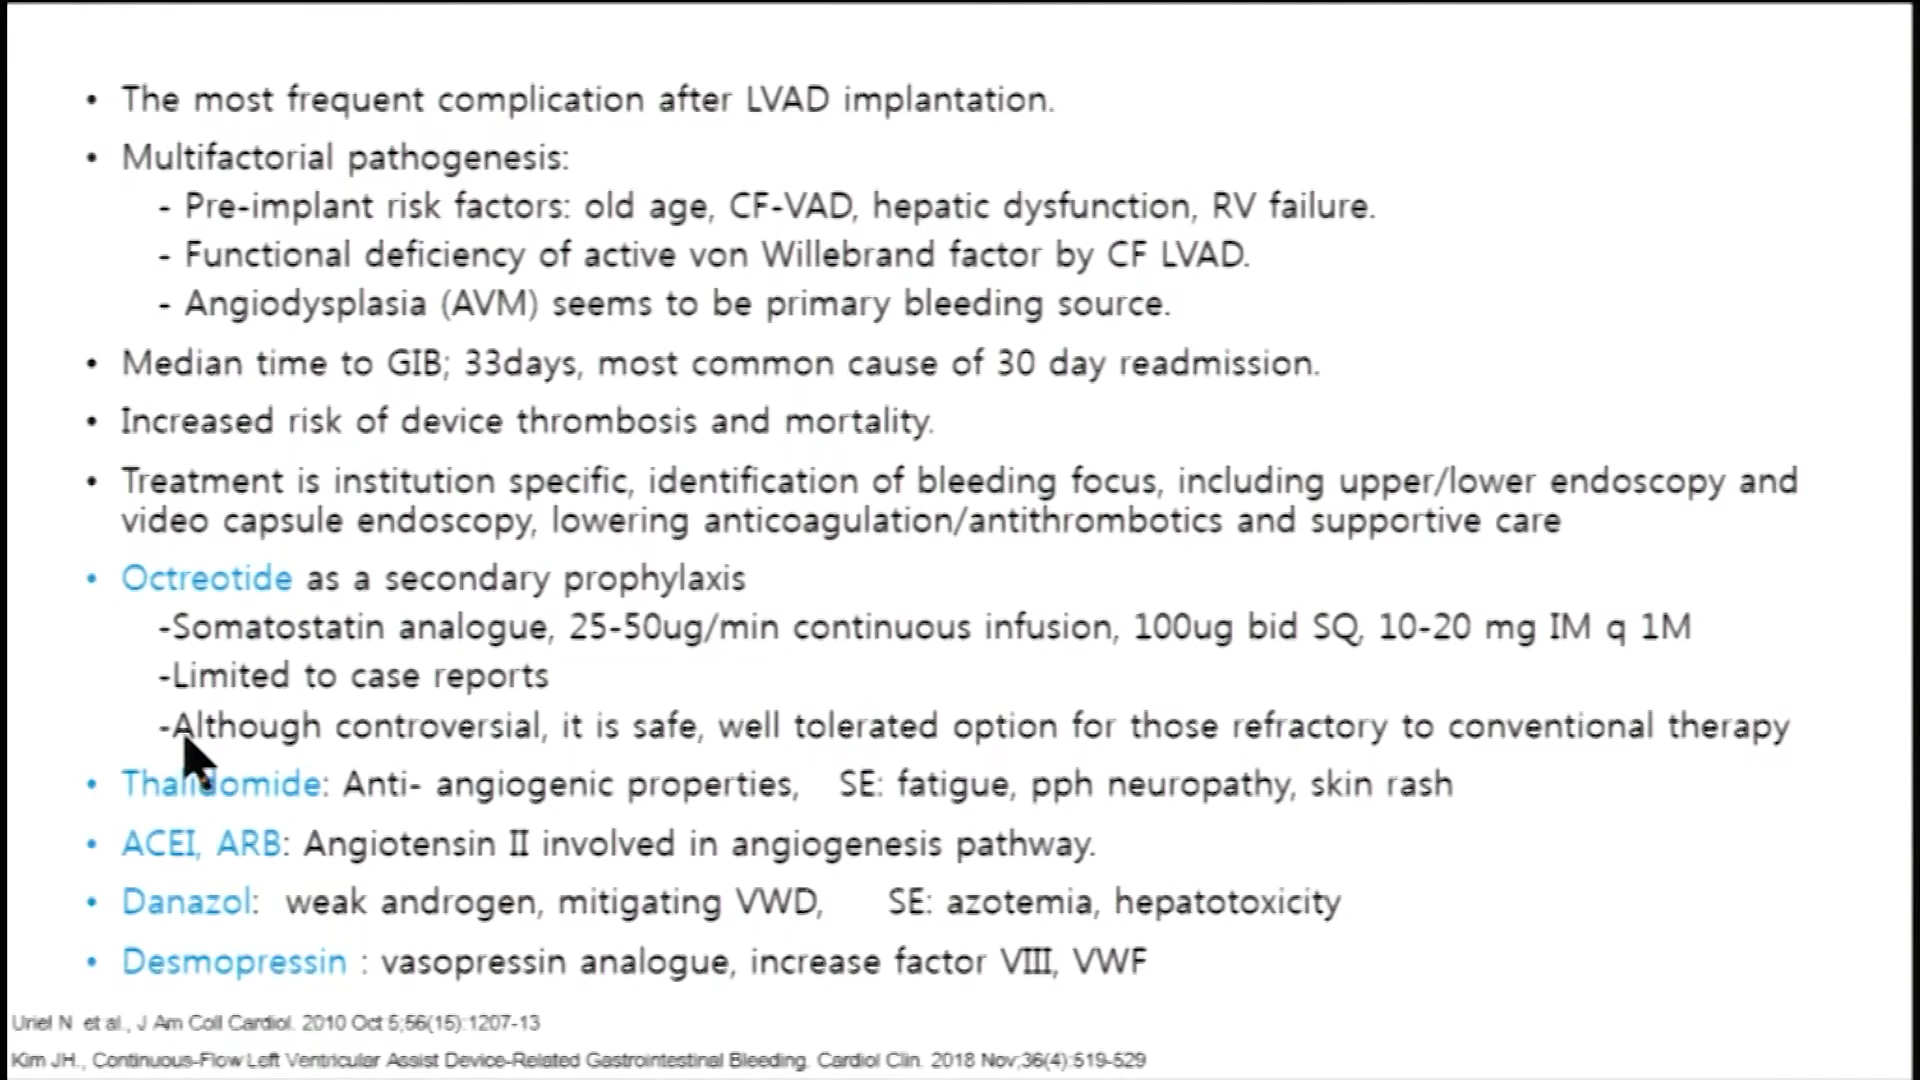 • The most frequent complication after LVAD implantation.
• Multifactorial pathogenesis:
- Pre-implant risk factors: old age, CF-VAD, hepatic dysfunction, RV failure.
- Functional deficiency of active von Willebrand factor by CF LVAD.
- Angiodysplasia (AVM) seems to be primary bleeding source.
• Median time to GIB; 33days, most common cause of 30 day readmission.
• Increased risk of device thrombosis and mortality.
• Treatment is institution specific, identification of bleeding focus, including upper/lower endoscopy and
video capsule endoscopy, lowering anticoagulation/antithrombotics and supportive care
• Octreotide as a secondary prophylaxis
-Somatostatin analogue, 25-50ug/min continuous infusion, 100ug bid SQ, 10-20 mg IM q 1M
-Limited to case reports
-Although controversial, it is safe, well tolerated option for those refractory to conventional therapy
• Thalidomide: Anti- angiogenic properties, SE: fatigue, pph neuropathy, skin rash
• ACEI, ARB: Angiotensin II involved in angiogenesis pathway.
• Danazol: weak androgen, mitigating VWD, SE: azotemia, hepatotoxicity
• Desmopressin : vasopressin analogue, increase factor VIII, VWF
Uriel N et al., J Am Coll Cardiol. 2010 Oct 5;56(15):1207-13
Kim JH., Continuous-Flow Left Ventricular Assist Device-Related Gastrointestinal Bleeding. Cardiol Clin. 2018 Nov;36(4):519-529